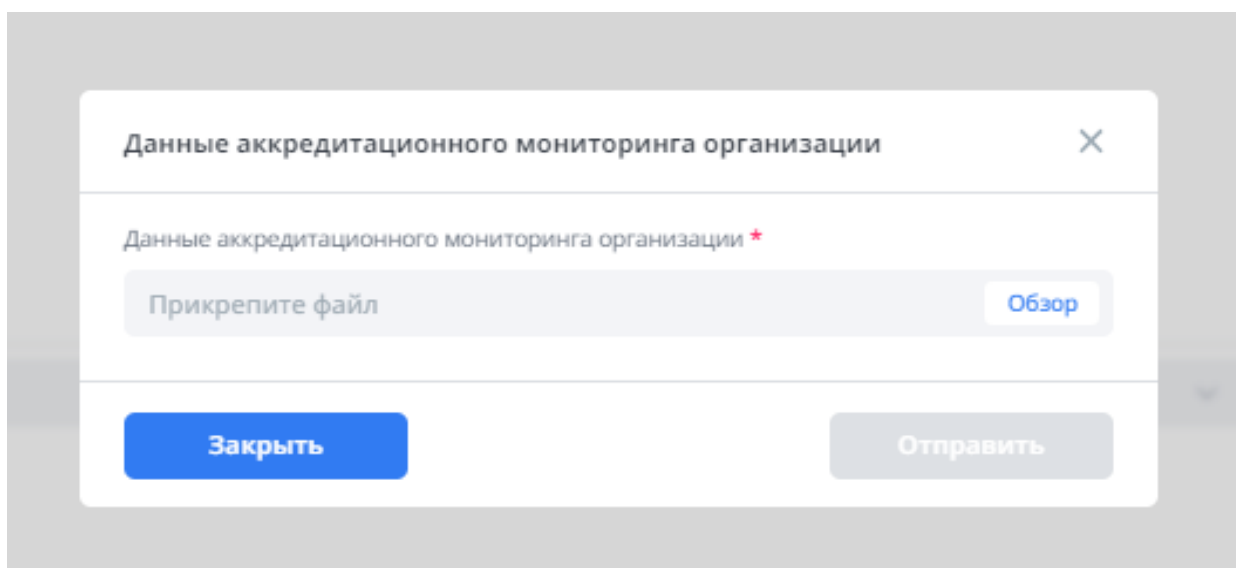 Данные аккредитационного мониторинга организации
Данные аккредитационного мониторинга организации *
Прикрепите файл
Обзор
Закрыть
Отправить